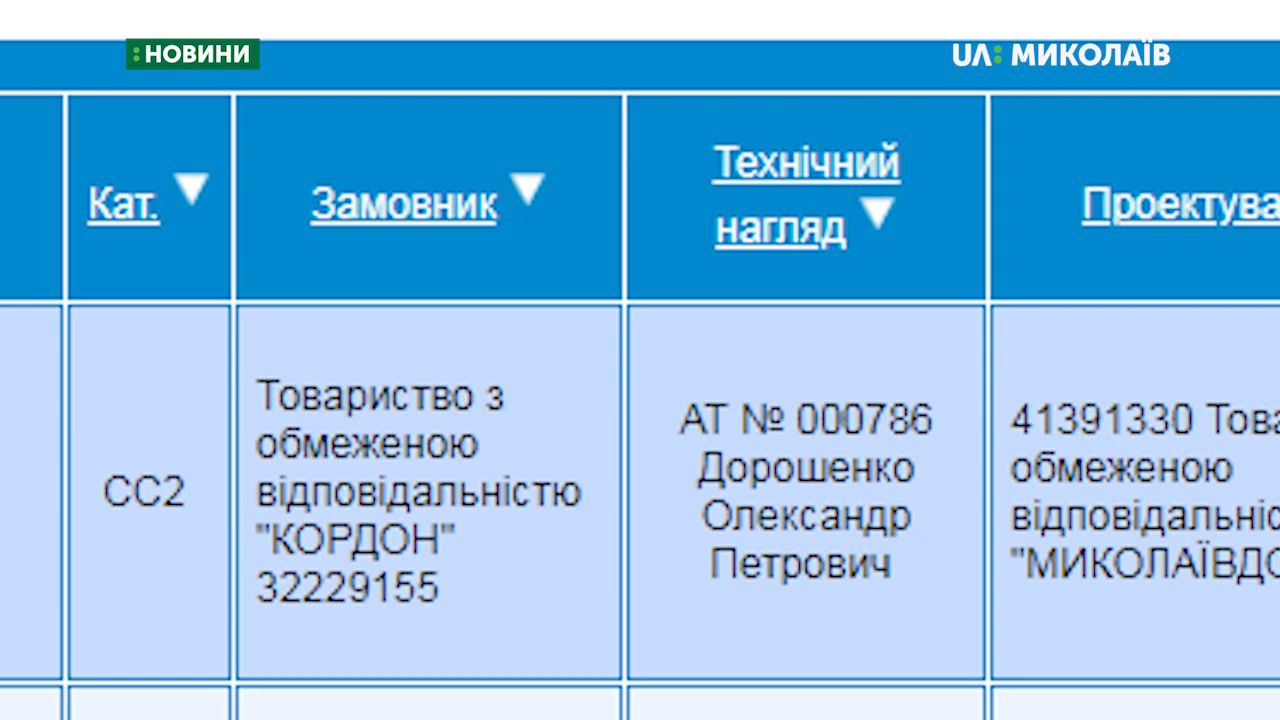 :НОВИНИ
UA: МИКОЛАЇВ
Кат.
Замовник
Технічний
нагляд
Проектува
СС2
Товариство з
обмеженою
відповідальністю
"КОРДОН"
32229155
АТ № 000786
Дорошенко
Олександр
Петрович
41391330 Това
обмеженою
відповідальніс
"МИКОЛАЇВДО